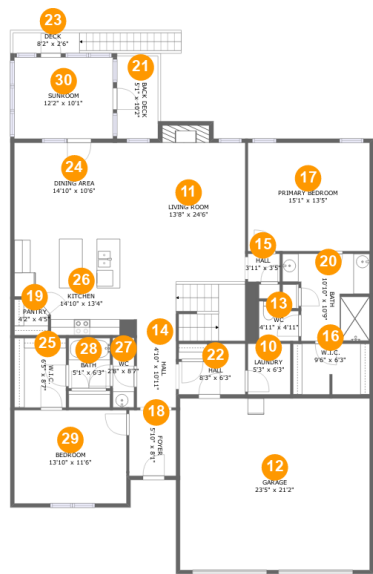 23
DECK
8'2" x 2'6"
30
SUNROOM
12'2" x 10'1"
21
BACK DECK
5'1" x 10'2"
24
DINING AREA
14'10" x 10'6"
11
LIVING ROOM
13'8" x 24'6"
17
PRIMARY BEDROOM
15'1" x 13'5"
15
HALL
3'11" x 3'5"
20
BATH
10'10" x 10'9"
26
KITCHEN
14'10" x 13'4"
19
PANTRY
4'2" x 4'5"
13
WC
4'11" x 4'11"
14
HALL
4'10" x 10'11"
16
W.I.C.
9'6" x 6'3"
10
LAUNDRY
5'3" x 6'3"
22
HALL
8'3" x 6'3"
25
W.I.C.
6'5" x 8'7"
28
BATH
5'1" x 6'3"
27
WC
2'8" x 8'7"
18
FOYER
5'10" x 8'1"
29
BEDROOM
13'10" x 11'6"
12
GARAGE
23'5" x 21'2"